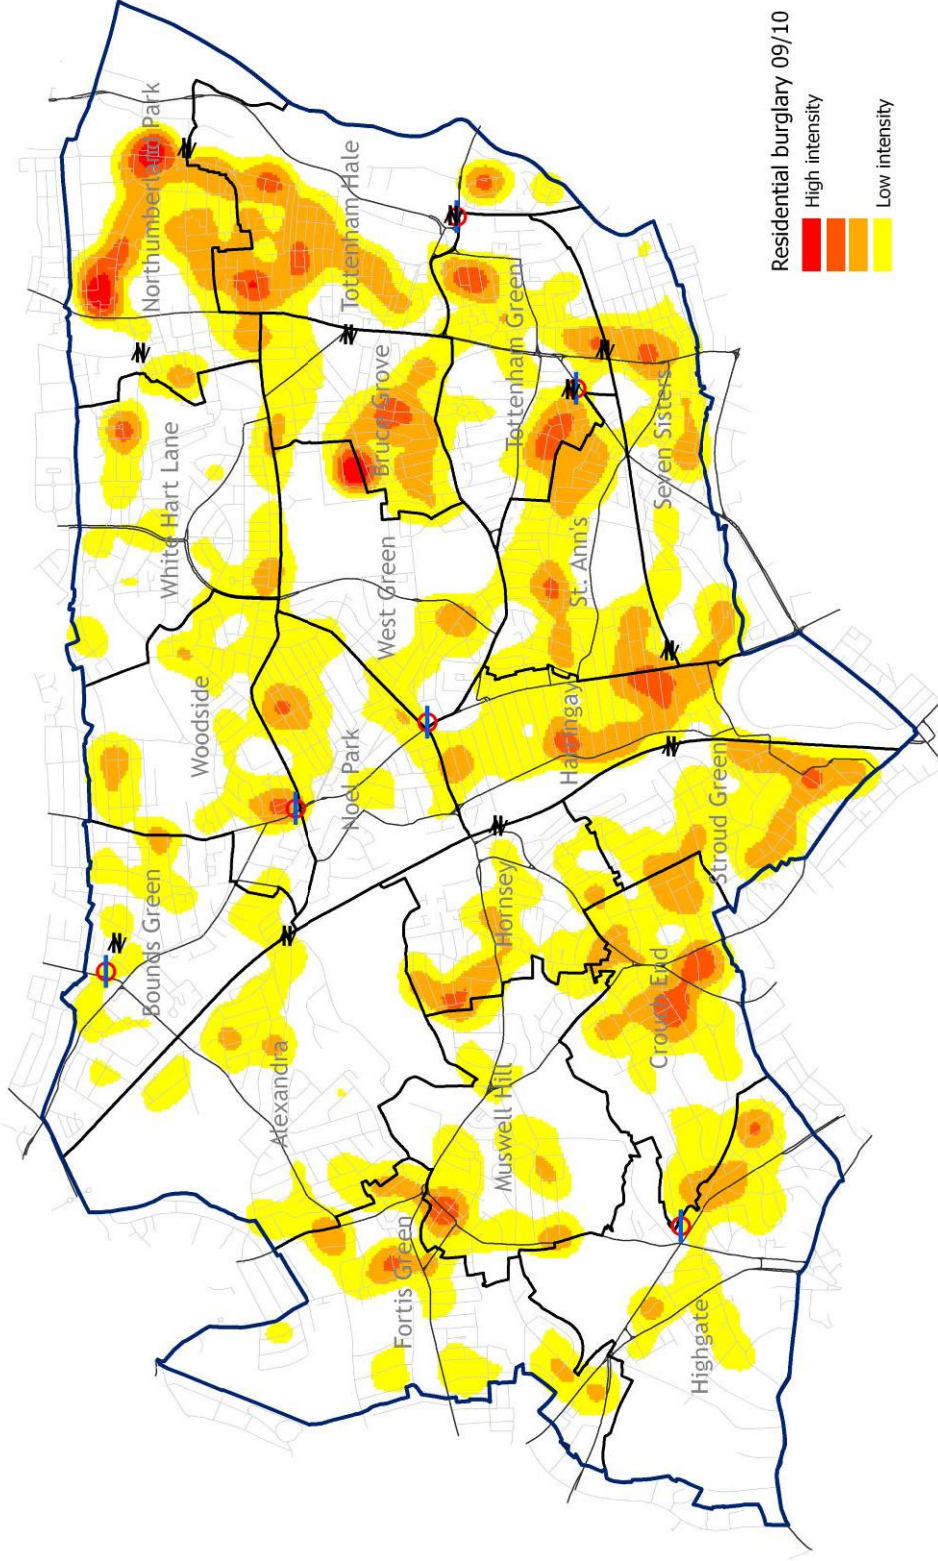 Residential burglary 09/10
High intensity
Low intensity
Northumberland Park
Tottenham Hale
White Hart Lane
Bruce Grove
Tottenham Green
Seven Sisters
West Green
St. Ann's
Woodside
Noel Park
Harringay
Bounds Green
Hornsey
Stroud Green
Alexandra
Crouch End
Muswell Hill
Fortis Green
Highgate